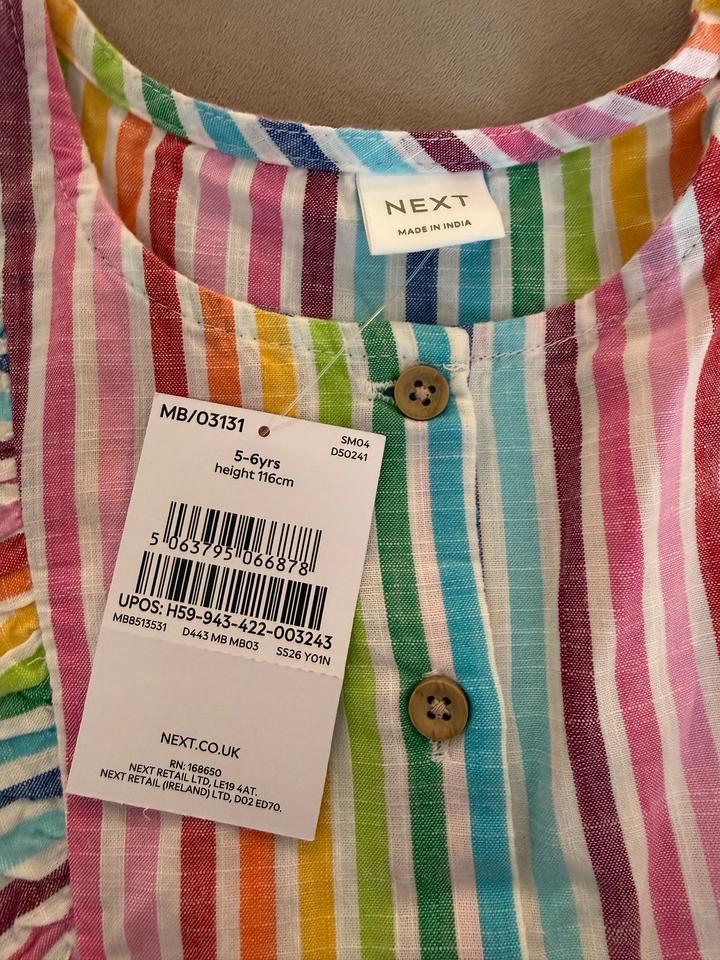 NEXT
MADE IN INDIA
MB/03131
SM04
D50241
5-6yrs
height 116cm
5 063795 066878
UPOS: H59-943-422-003243
MB8513531 D443 MB MB03 SS26 Y01N
NEXT.CO.UK
RN: 168650
NEXT RETAIL LTD, LE19 4AT.
NEXT RETAIL (IRELAND) LTD, D02 ED70.